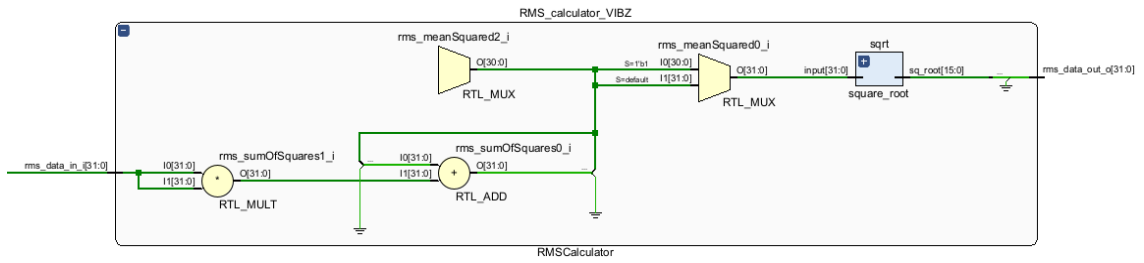 RMS_calculator_VIBZ
rms_meanSquared2_i
O[30:0]
RTL_MUX
rms_meanSquared0_i
S=1'b1
I0[30:0]
S=default
I1[31:0]
O[31:0]
RTL_MUX
sqrt
input[31:0]
sq_root[15:0]
square_root
...
rms_data_out_o[31:0]
rms_data_in_i[31:0]
rms_sumOfSquares1_i
I0[31:0]
I1[31:0]
*
O[31:0]
RTL_MULT
rms_sumOfSquares0_i
...
I0[31:0]
I1[31:0]
+
O[31:0]
...
RTL_ADD
RMSCalculator